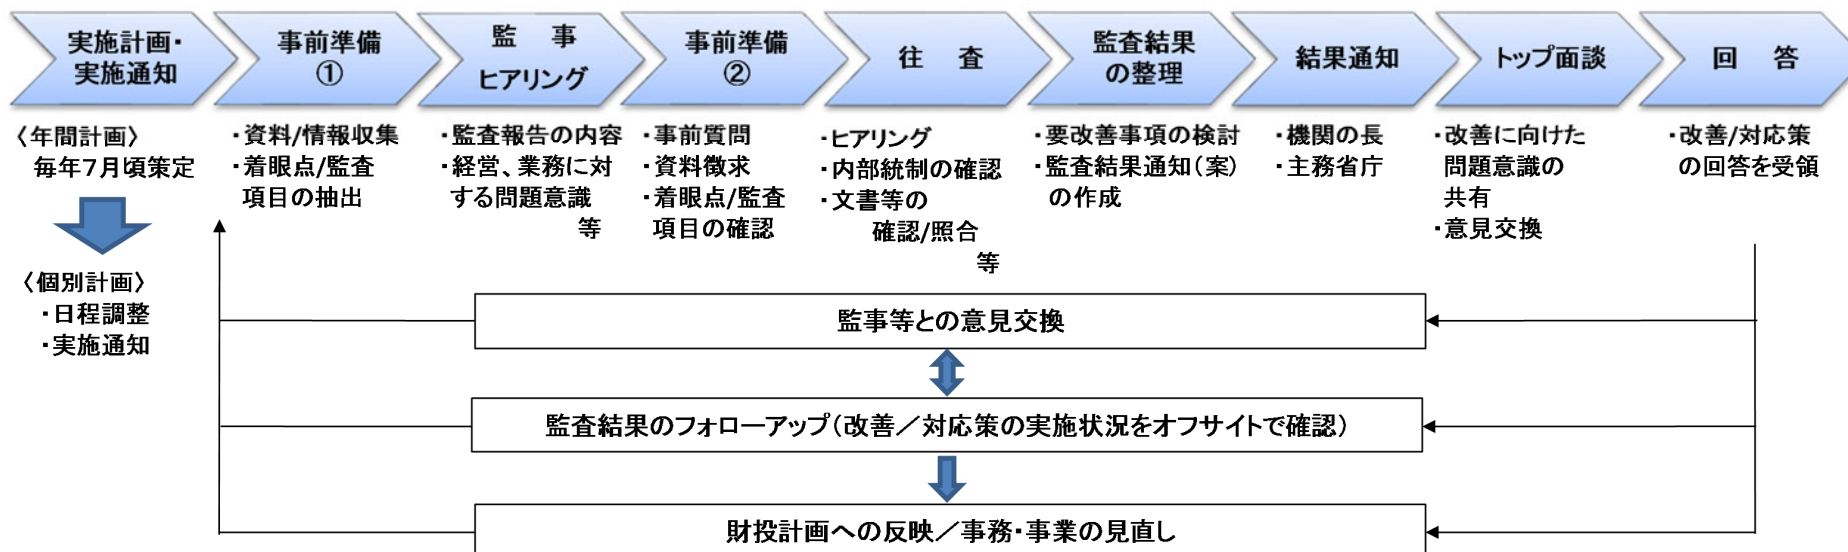 実施計画・
実施通知
事前準備
①
監　事
ヒアリング
事前準備
②
往　査
監査結果
の整理
結果通知
トップ面談
回　答
〈年間計画〉
毎年７月頃策定
〈個別計画〉
・日程調整
・実施通知
・資料/情報収集
・着眼点/監査
項目の抽出
・監査報告の内容
・経営、業務に対
する問題意識
等
・事前質問
・資料徴求
・着眼点/監査
項目の確認
・ヒアリング
・内部統制の確認
・文書等の
確認/照合
等
・要改善事項の検討
・監査結果通知（案）
の作成
・機関の長
・主務省庁
・改善に向けた
問題意識の
共有
・意見交換
・改善/対応策
の回答を受領
監事等との意見交換
監査結果のフォローアップ（改善／対応策の実施状況をオフサイトで確認）
財投計画への反映／事務・事業の見直し